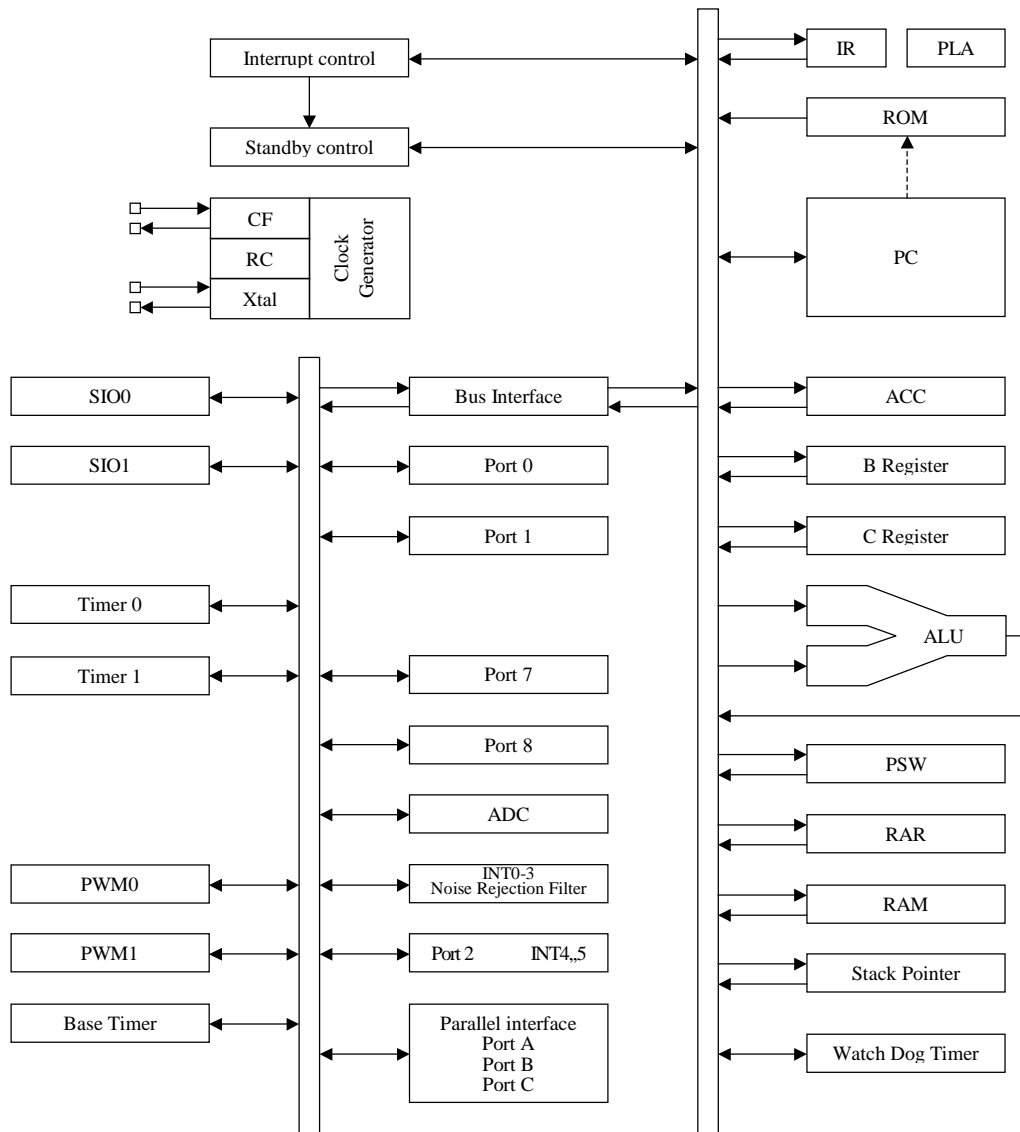 Interrupt control
IR
PLA
ROM
Standby control
CF
RC
Xtal
Clock
Generator
PC
SIO0
Bus Interface
ACC
SIO1
Port 0
B Register
Port 1
C Register
Timer 0
ALU
Timer 1
Port 7
Port 8
PSW
ADC
RAR
PWM0
INT0-3
Noise Rejection Filter
RAM
PWM1
Port 2 INT4,,5
Stack Pointer
Base Timer
Parallel interface
Port A
Port B
Port C
Watch Dog Timer